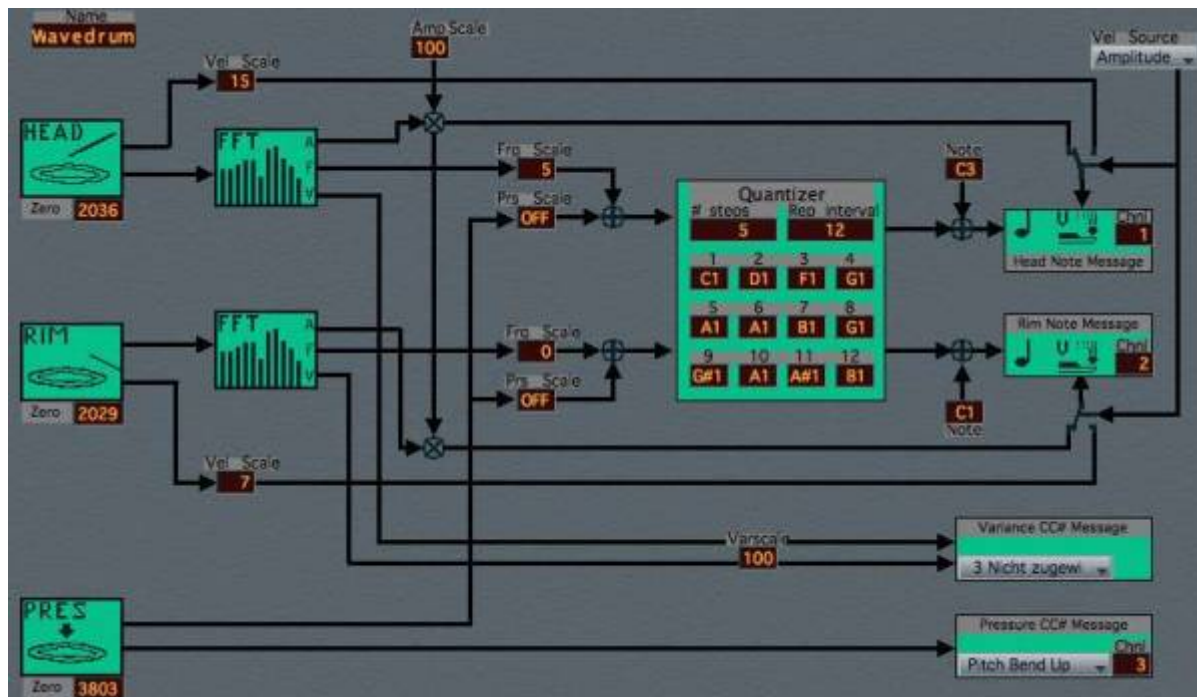 Name
Wavedrum
Amp Scale
100
Vel Source
Amplitude
Vel Scale
15
HEAD
Zero 2036
FFT
A
F
V
Frq Scale
5
Prs Scale
OFF
Quantizer
# steps Rep interval
5 12
1 2 3 4
C1 D1 F1 G1
5 6 7 8
A1 A1 B1 G1
9 10 11 12
G#1 A1 A#1 B1
Note
C3
Chnl
1
Head Note Message
RIM
Zero 2029
FFT
A
F
V
Frq Scale
0
Prs Scale
OFF
C1
Note
Rim Note Message
Chnl
2
Vel Scale
7
Varscale
100
Variance CC# Message
3 Nicht zugewi
PRES
Zero 3803
Pressure CC# Message
Chnl
Pitch Bend Up 3